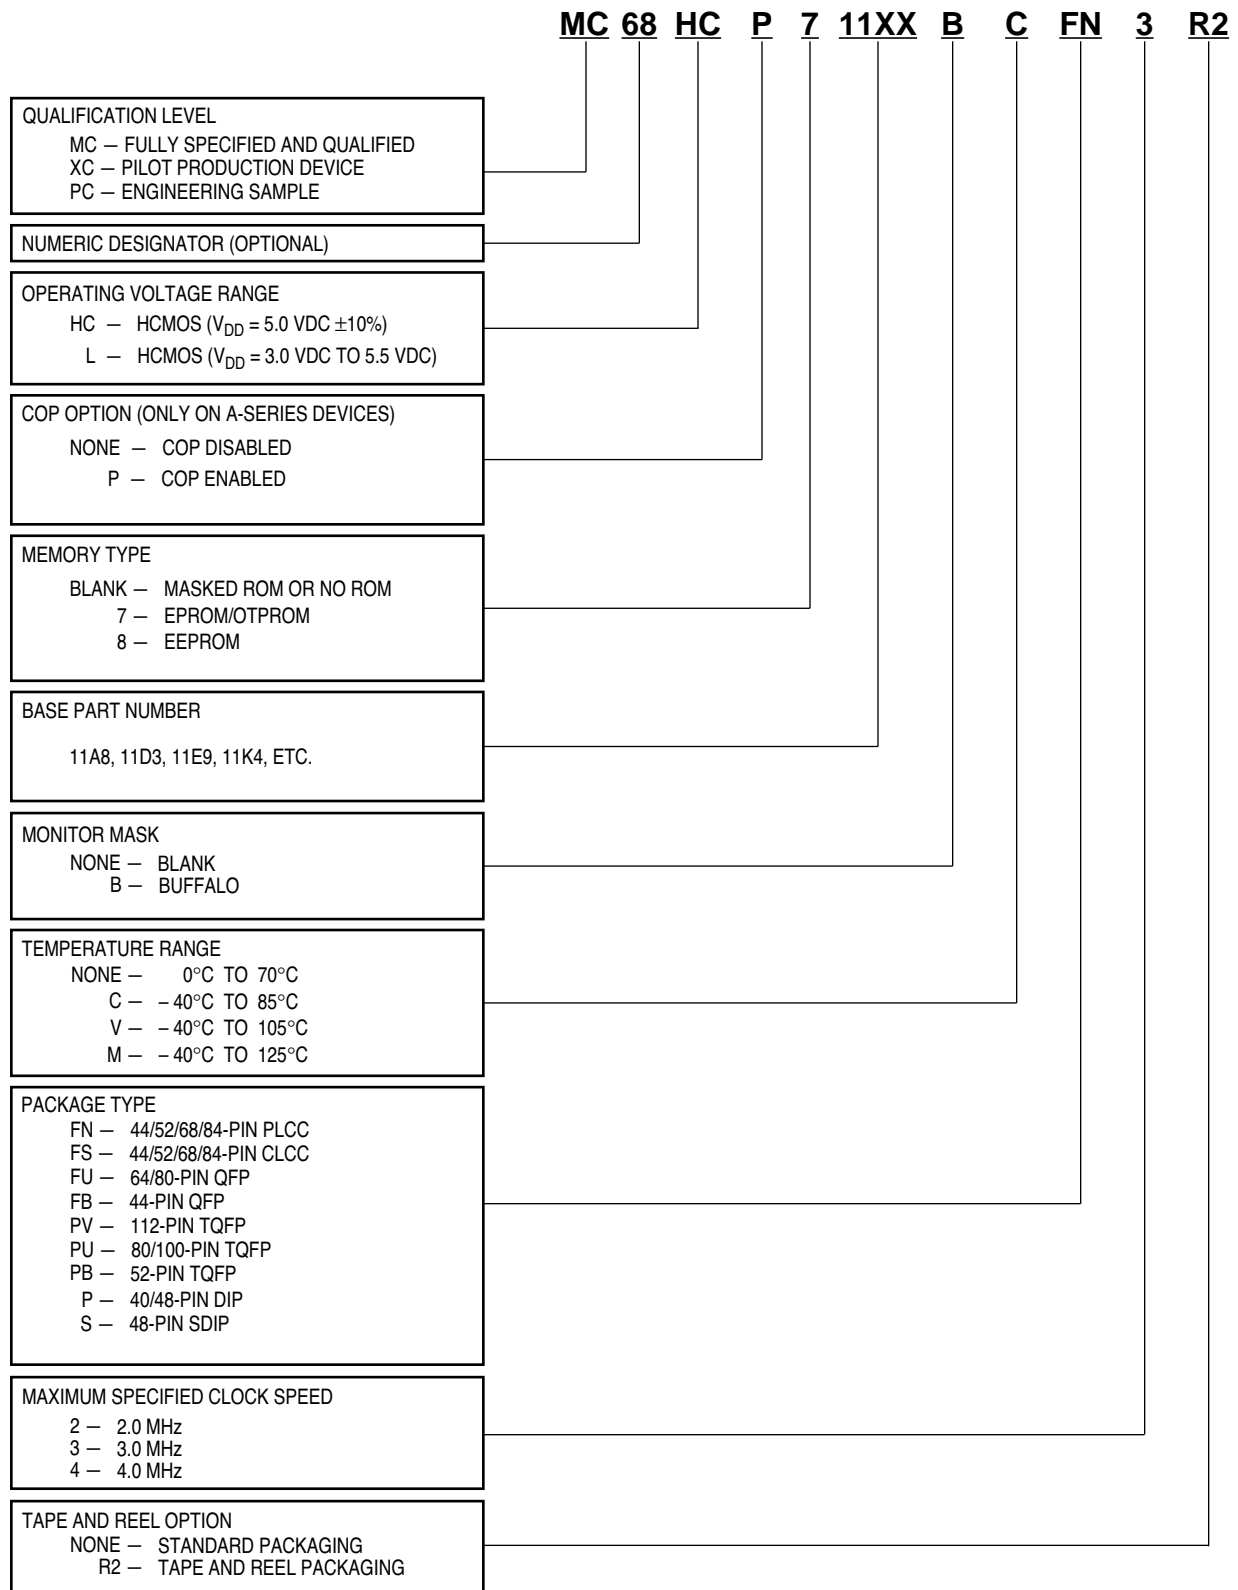 MC 68 HC P 7 11XX B C FN 3 R2
QUALIFICATION LEVEL
MC — FULLY SPECIFIED AND QUALIFIED
XC — PILOT PRODUCTION DEVICE
PC — ENGINEERING SAMPLE
NUMERIC DESIGNATOR (OPTIONAL)
OPERATING VOLTAGE RANGE
HC — HCMOS (VDD = 5.0 VDC ±10%)
L — HCMOS (VDD = 3.0 VDC TO 5.5 VDC)
COP OPTION (ONLY ON A-SERIES DEVICES)
NONE — COP DISABLED
P — COP ENABLED
MEMORY TYPE
BLANK — MASKED ROM OR NO ROM
7 — EPROM/OTPROM
8 — EEPROM
BASE PART NUMBER
11A8, 11D3, 11E9, 11K4, ETC.
MONITOR MASK
NONE — BLANK
B — BUFFALO
TEMPERATURE RANGE
NONE — 0°C TO 70°C
C — – 40°C TO 85°C
V — – 40°C TO 105°C
M — – 40°C TO 125°C
PACKAGE TYPE
FN — 44/52/68/84-PIN PLCC
FS — 44/52/68/84-PIN CLCC
FU — 64/80-PIN QFP
FB — 44-PIN QFP
PV — 112-PIN TQFP
PU — 80/100-PIN TQFP
PB — 52-PIN TQFP
P — 40/48-PIN DIP
S — 48-PIN SDIP
MAXIMUM SPECIFIED CLOCK SPEED
2 — 2.0 MHz
3 — 3.0 MHz
4 — 4.0 MHz
TAPE AND REEL OPTION
NONE — STANDARD PACKAGING
R2 — TAPE AND REEL PACKAGING